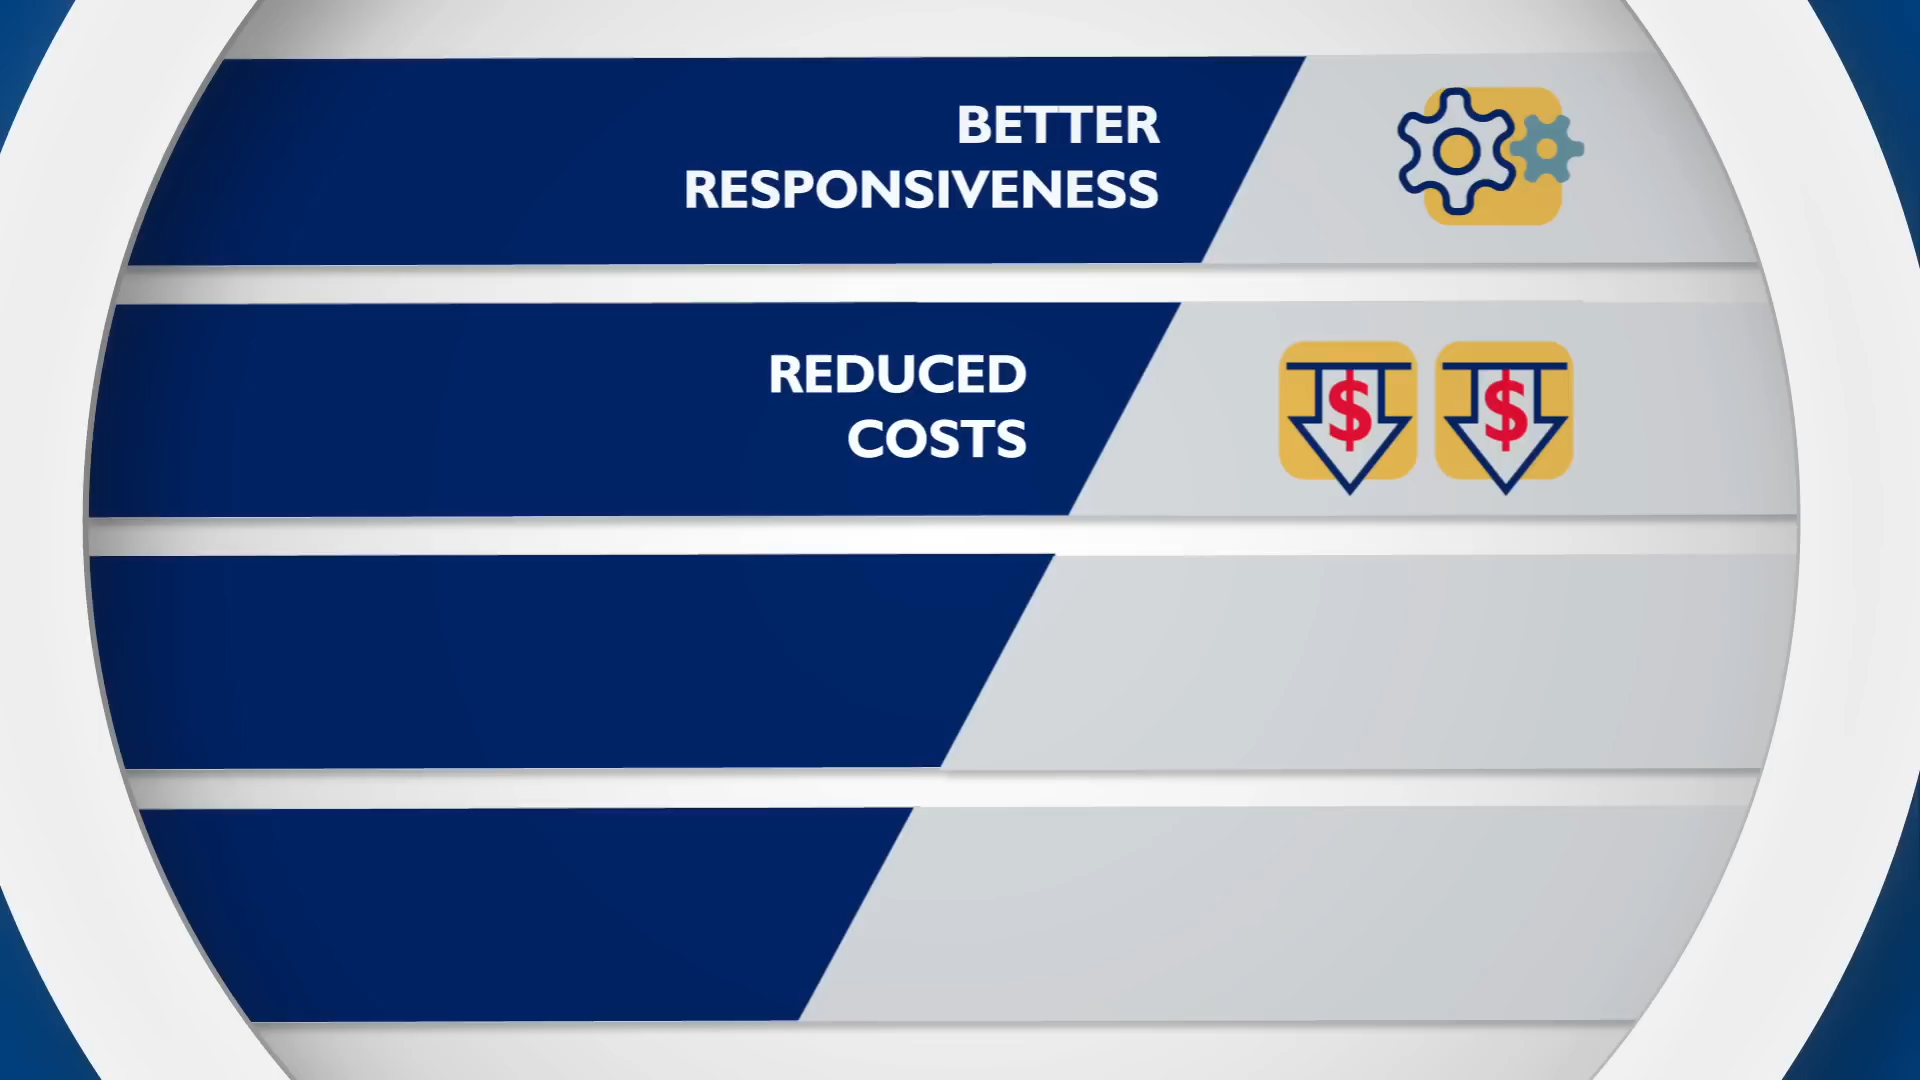 BETTER
RESPONSIVENESS
REDUCED
COSTS
$ $